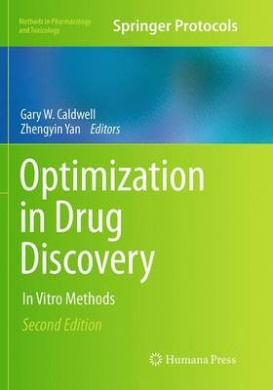 Methods in Pharmacology
and Toxicology
Springer Protocols
Gary W. Caldwell
Zhengyin Yan Editors
Optimization
in Drug
Discovery
In Vitro Methods
Second Edition
Humana Press